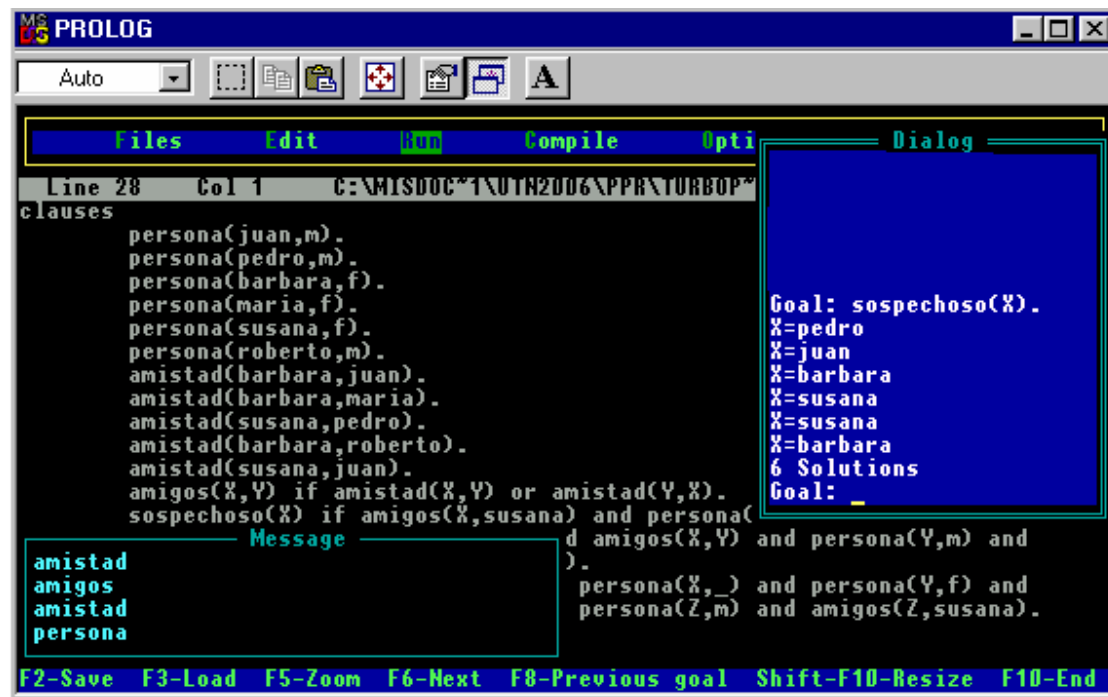 PROLOG
Auto
A
Files Edit Run Compile Opti
Line 28 Col 1 C:\MISDOC~1\UTN2006\PPR\TURBOP~
clauses
persona(juan,m).
persona(pedro,m).
persona(barbara,f).
persona(maria,f).
persona(susana,f).
persona(roberto,m).
amistad(barbara,juan).
amistad(barbara,maria).
amistad(susana,pedro).
amistad(barbara,roberto).
amistad(susana,juan).
amigos(X,Y) if amistad(X,Y) or amistad(Y,X).
sospechoso(X) if amigos(X,susana) and persona(
d amigos(X,Y) and persona(Y,m) and
).
persona(X,_) and persona(Y,f) and
persona(Z,m) and amigos(Z,susana).
Dialog
Goal: sospechoso(X).
X=pedro
X=juan
X=barbara
X=susana
X=susana
X=barbara
6 Solutions
Goal: _
Message
amistad
amigos
amistad
persona
F2-Save F3-Load F5-Zoom F6-Next F8-Previous goal Shift-F10-Resize F10-End